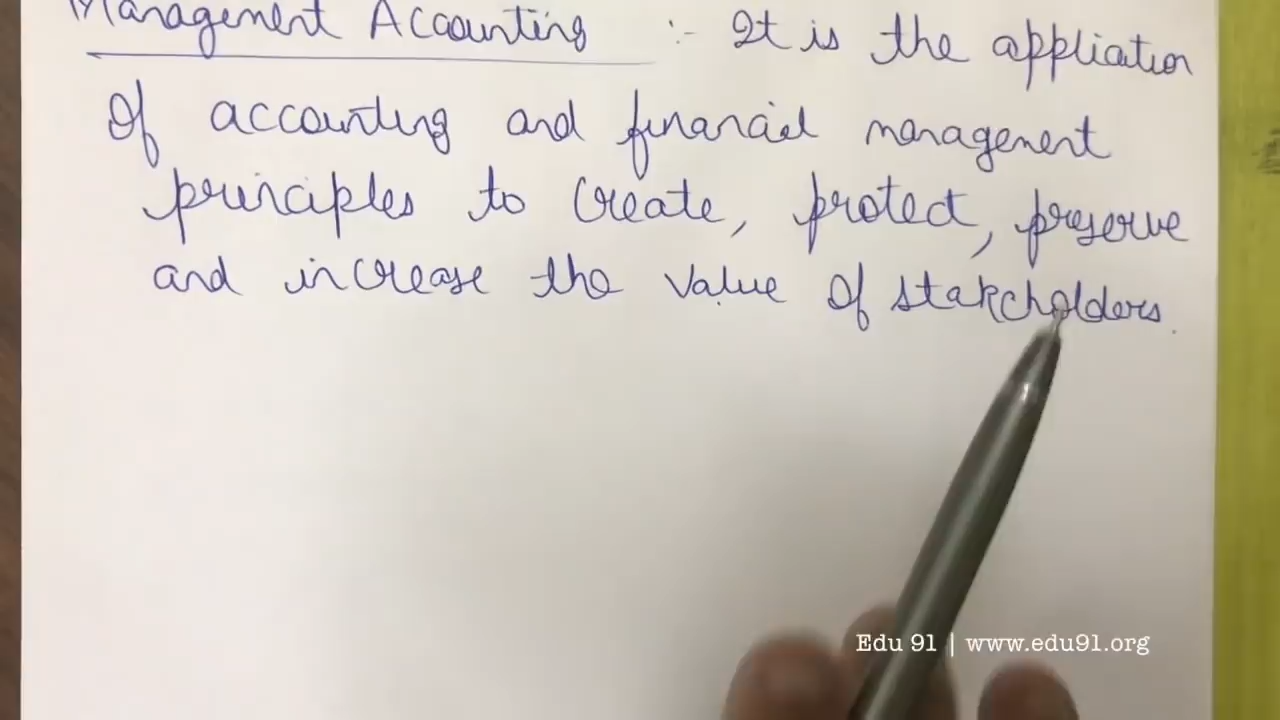 Management Accounting :- It is the application
of accounting and financial management
principles to create, protect, preserve
and increase the value of stakeholders.
Edu 91 | www.edu91.org